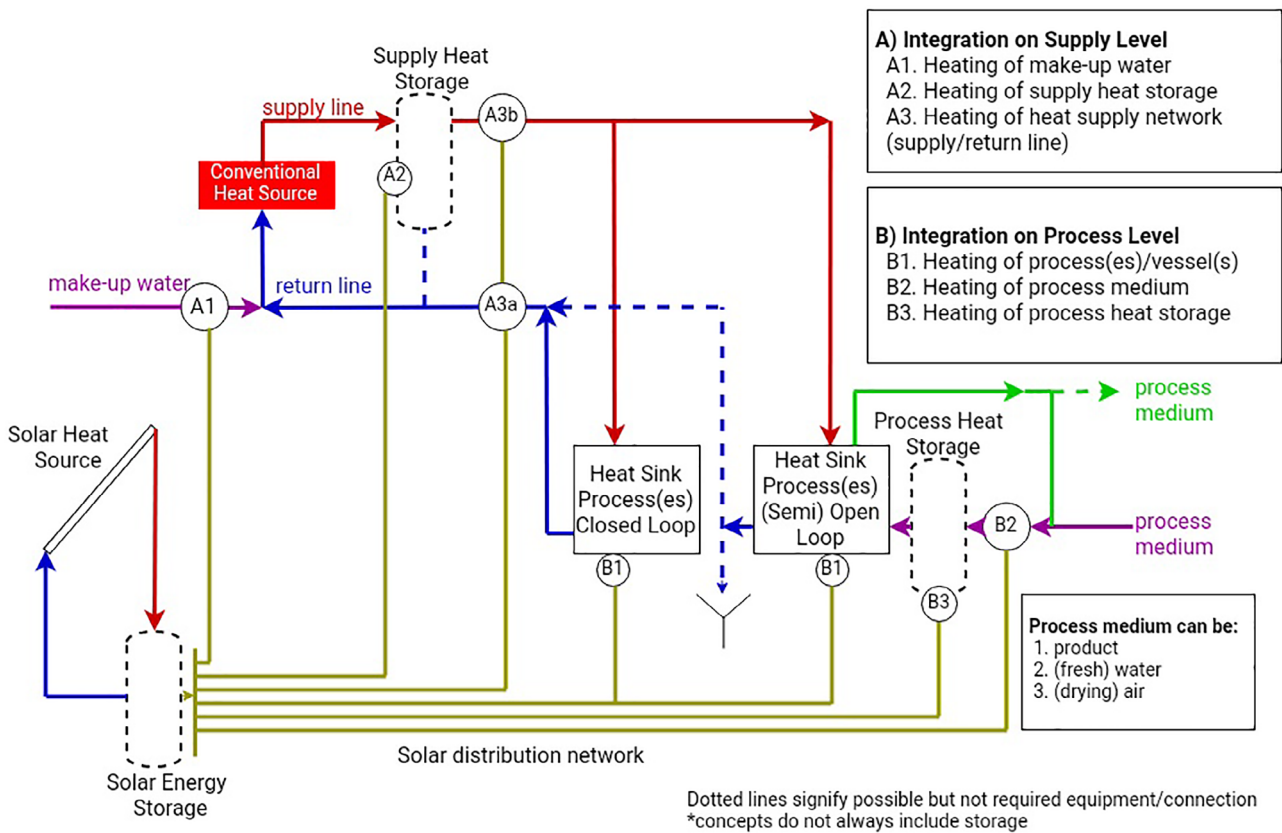 Supply Heat
Storage
supply line
A3b
A2
Conventional
Heat Source
make-up water
return line
A1
A3a
A) Integration on Supply Level
A1. Heating of make-up water
A2. Heating of supply heat storage
A3. Heating of heat supply network
(supply/return line)
B) Integration on Process Level
B1. Heating of process(es)/vessel(s)
B2. Heating of process medium
B3. Heating of process heat storage
process
medium
Solar Heat
Source
Process Heat
Storage
Heat Sink
Process(es)
Closed Loop
Heat Sink
Process(es)
(Semi) Open
Loop
B2
process
medium
B1
B1
B3
Process medium can be:
1. product
2. (fresh) water
3. (drying) air
Solar distribution network
Solar Energy
Storage
Dotted lines signify possible but not required equipment/connection
*concepts do not always include storage